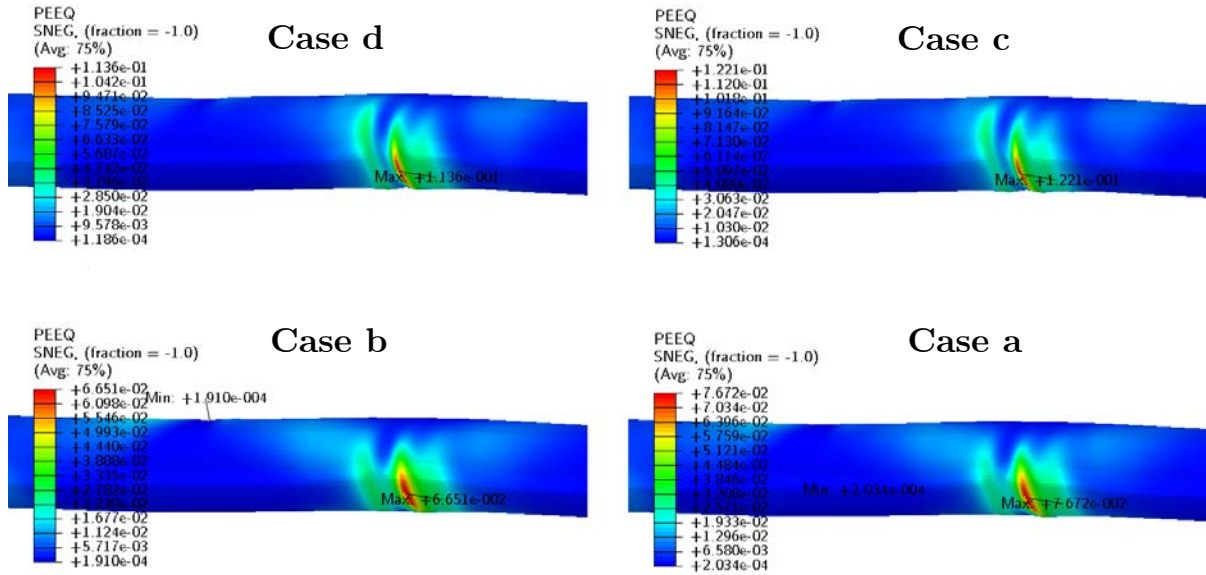 PEEQ
SNEG, (fraction = -1.0)
(Avg: 75%)
Case d
+1.136e-01
+1.042e-01
+9.471e-02
+8.525e-02
+7.579e-02
+6.633e-02
+5.687e-02
+4.742e-02
+2.850e-02
+1.904e-02
+9.578e-03
+1.186e-04
Max: +1.136e-001
PEEQ
SNEG, (fraction = -1.0)
(Avg: 75%)
Case c
+1.221e-01
+1.120e-01
+1.018e-01
+9.164e-02
+8.147e-02
+7.130e-02
+6.114e-02
+5.097e-02
+3.063e-02
+2.047e-02
+1.030e-02
+1.306e-04
Max: +1.221e-001
PEEQ
SNEG, (fraction = -1.0)
(Avg: 75%)
Case b
+6.651e-02
+6.098e-02
+5.546e-02
+4.993e-02
+4.440e-02
+3.888e-02
+3.335e-02
+2.782e-02
+1.677e-02
+1.124e-02
+5.717e-03
+1.910e-04
Min: +1.910e-004
Max: +6.651e-002
PEEQ
SNEG, (fraction = -1.0)
(Avg: 75%)
Case a
+7.672e-02
+7.034e-02
+6.396e-02
+5.759e-02
+5.121e-02
+4.484e-02
+3.846e-02
+1.933e-02
+1.296e-02
+6.580e-03
+2.034e-04
Min: +2.034e-004
Max: +7.672e-002